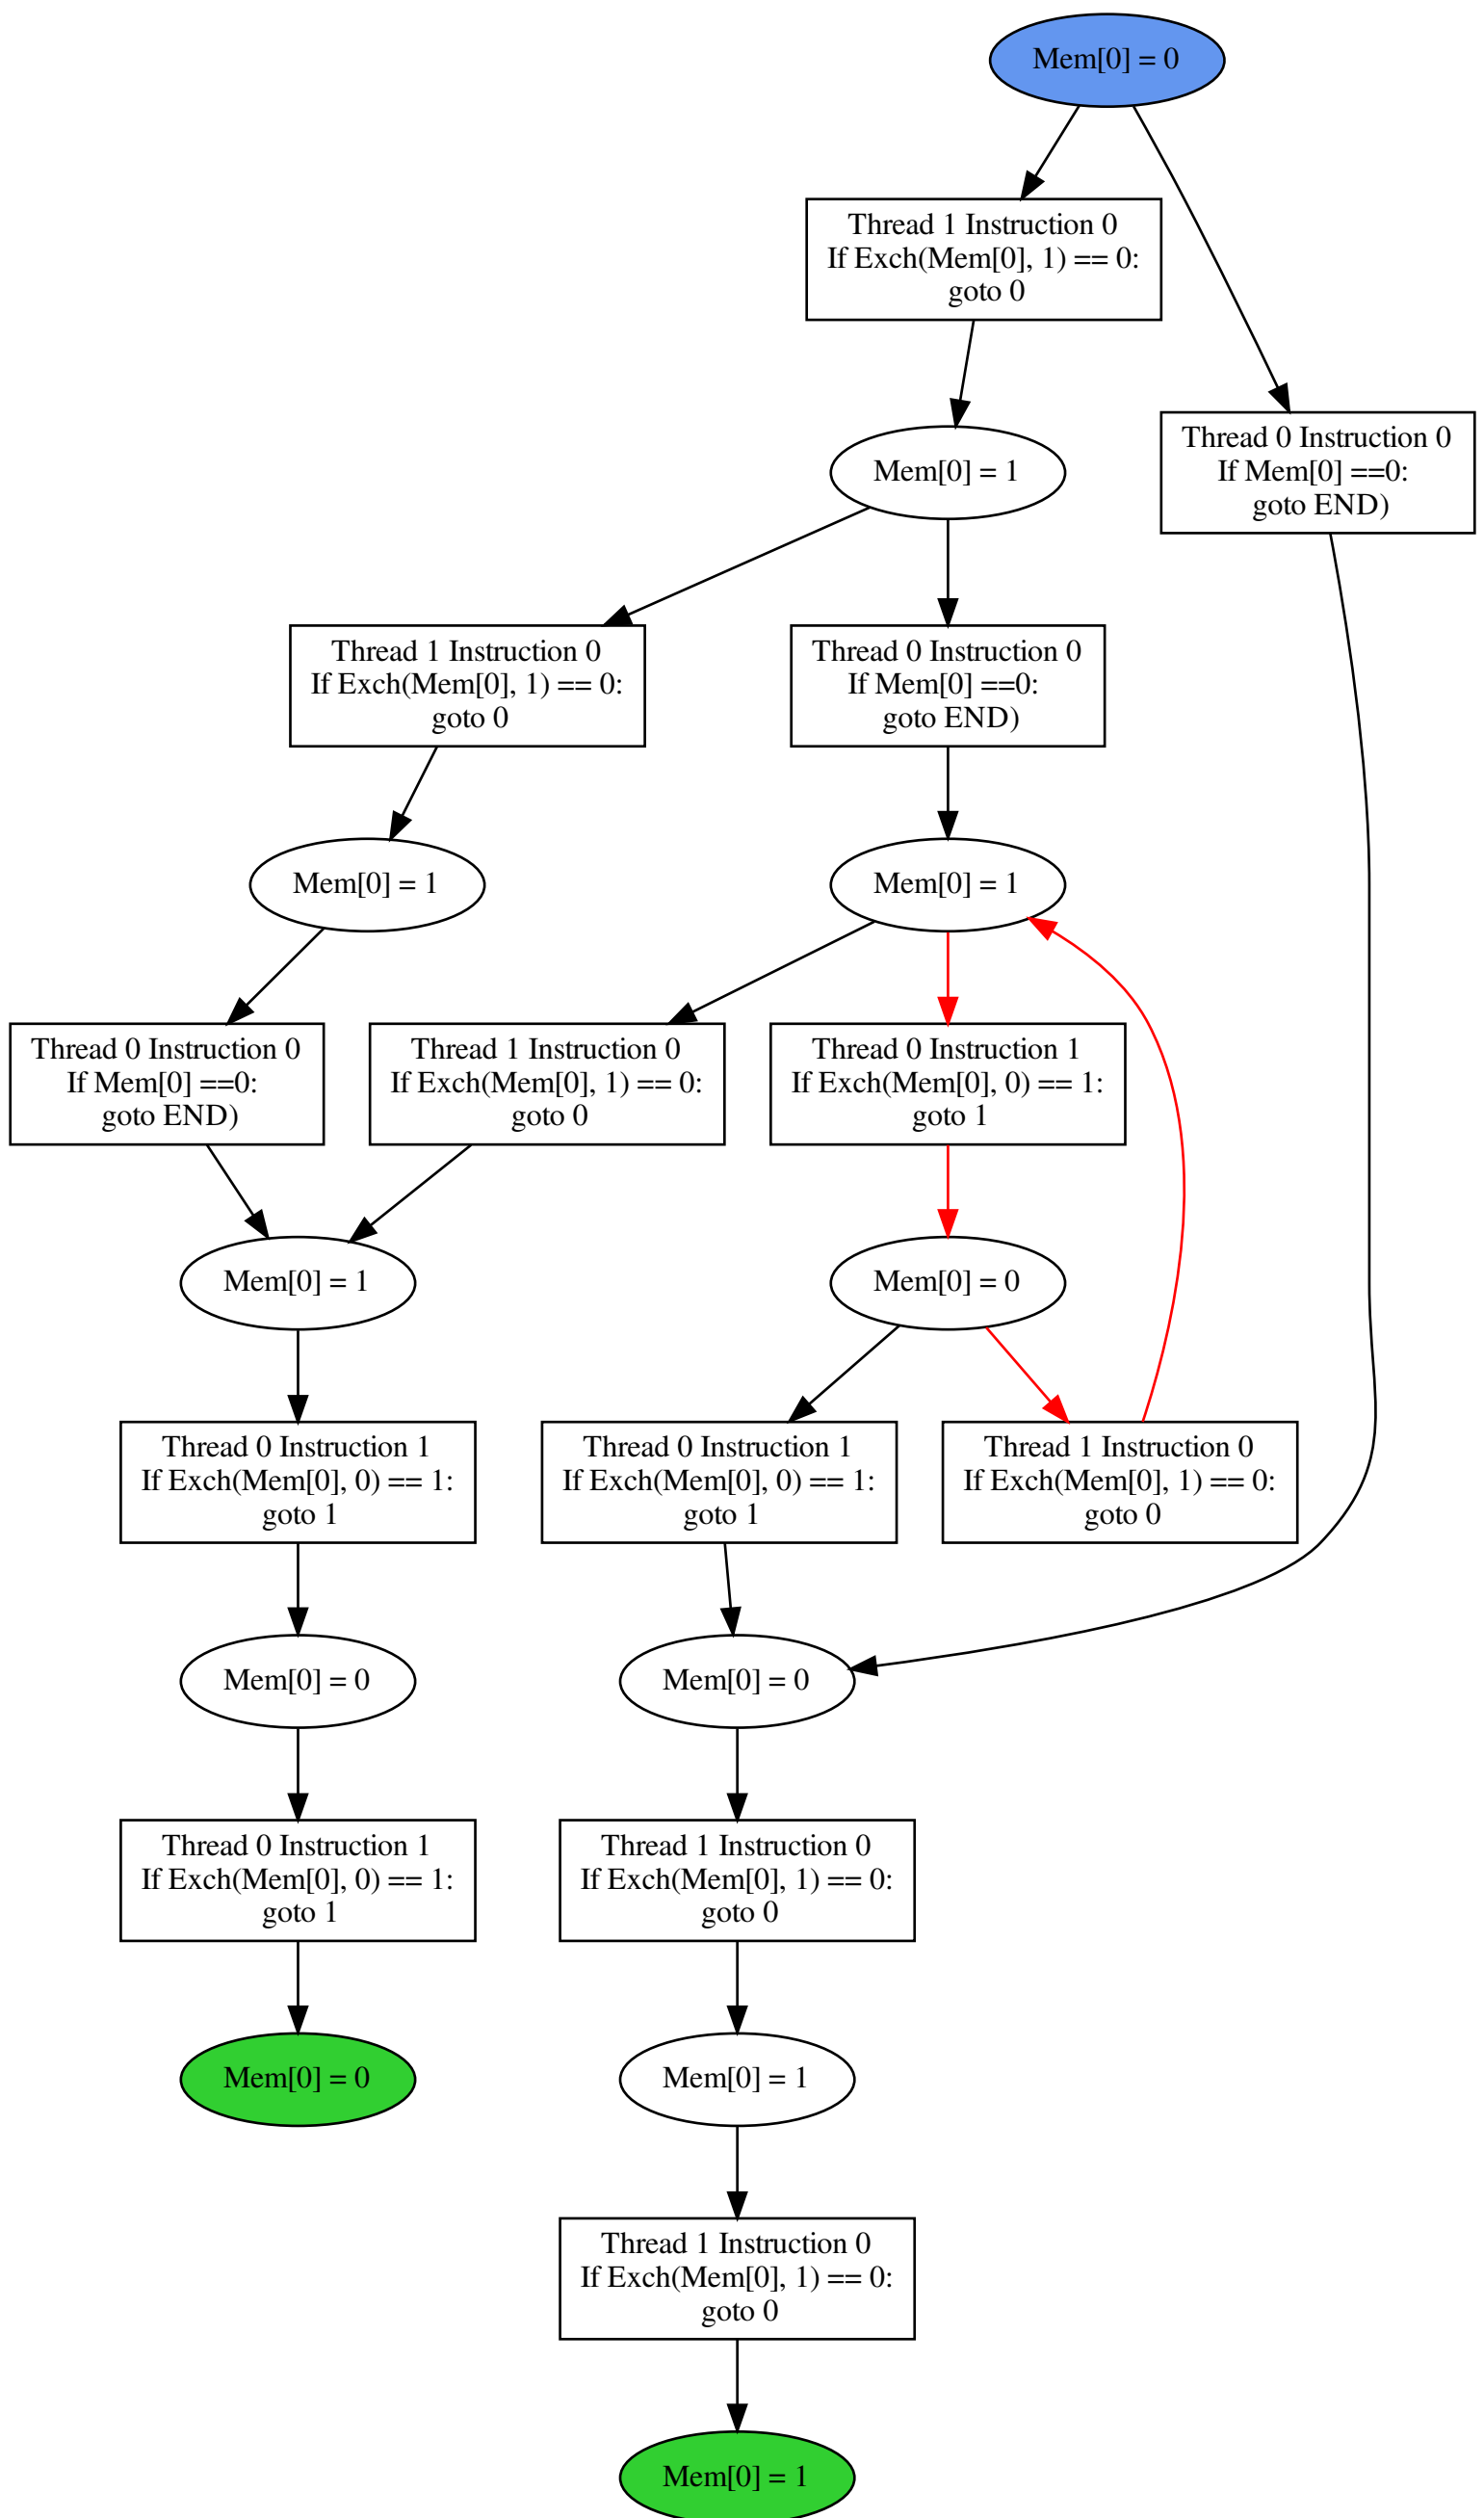 Mem[0] = 0
Thread 1 Instruction 0
If Exch(Mem[0], 1) == 0:
goto 0
Thread 0 Instruction 0
If Mem[0] ==0:
goto END)
Mem[0] = 1
Thread 1 Instruction 0
If Exch(Mem[0], 1) == 0:
goto 0
Thread 0 Instruction 0
If Mem[0] ==0:
goto END)
Mem[0] = 1
Mem[0] = 1
Thread 0 Instruction 0
If Mem[0] ==0:
goto END)
Thread 1 Instruction 0
If Exch(Mem[0], 1) == 0:
goto 0
Thread 0 Instruction 1
If Exch(Mem[0], 0) == 1:
goto 1
Mem[0] = 1
Mem[0] = 0
Thread 0 Instruction 1
If Exch(Mem[0], 0) == 1:
goto 1
Thread 0 Instruction 1
If Exch(Mem[0], 0) == 1:
goto 1
Thread 1 Instruction 0
If Exch(Mem[0], 1) == 0:
goto 0
Mem[0] = 0
Mem[0] = 0
Thread 0 Instruction 1
If Exch(Mem[0], 0) == 1:
goto 1
Thread 1 Instruction 0
If Exch(Mem[0], 1) == 0:
goto 0
Mem[0] = 0
Mem[0] = 1
Thread 1 Instruction 0
If Exch(Mem[0], 1) == 0:
goto 0
Mem[0] = 1